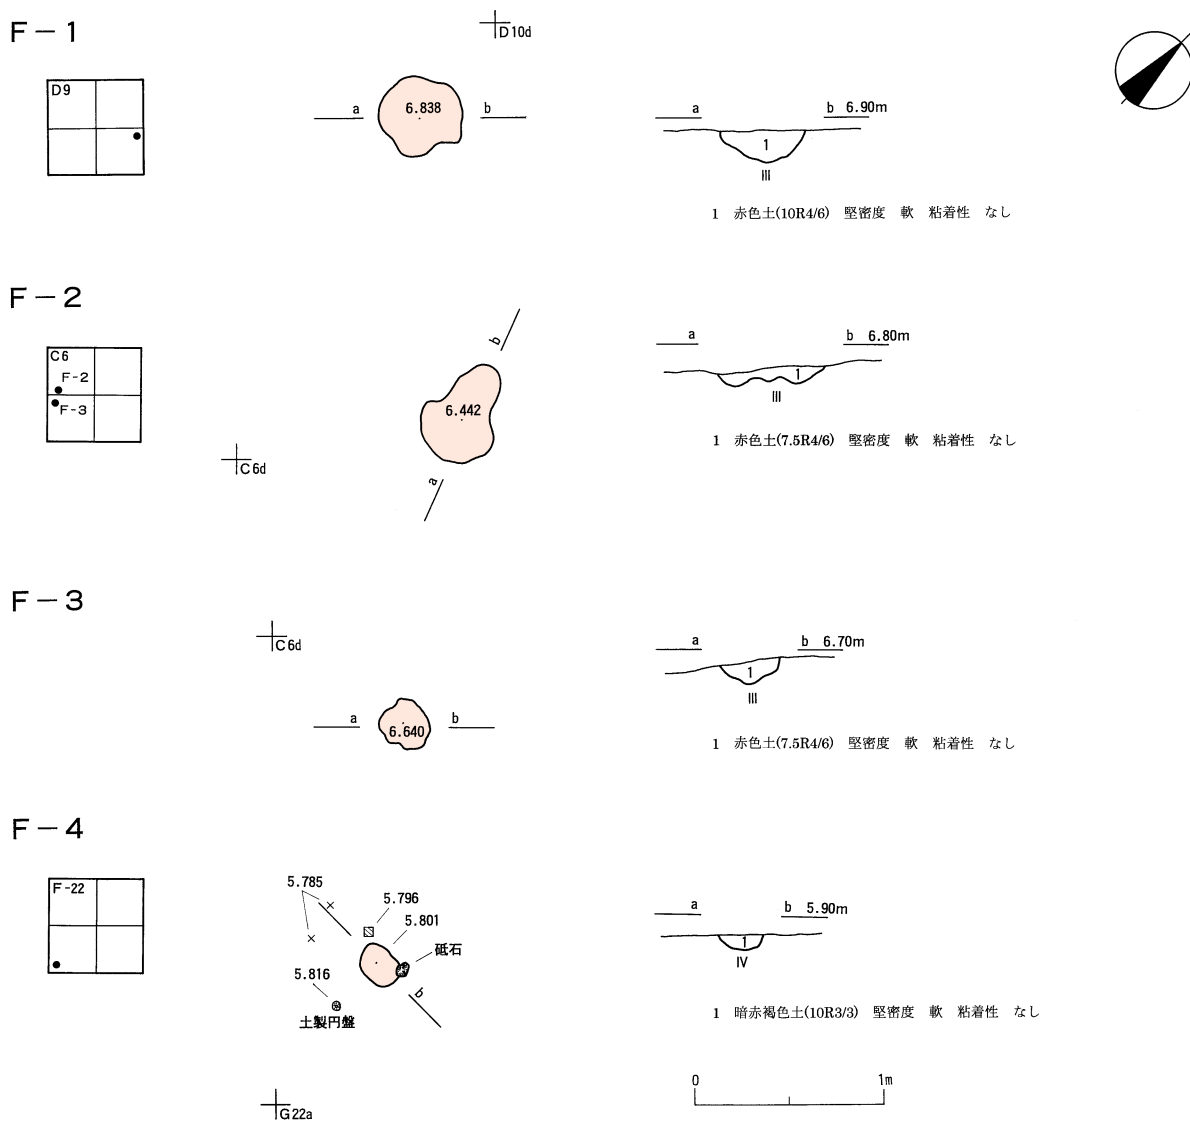 F-1
D10d
D9
a 6.838 b
a b 6.90m
1
III
1 赤色土(10R4/6) 堅密度 軟 粘着性 なし
F-2
C6
F-2
F-3
b
6.442
a
C6d
a b 6.80m
1
III
1 赤色土(7.5R4/6) 堅密度 軟 粘着性 なし
F-3
C6d
a 6.640 b
a b 6.70m
1
III
1 赤色土(7.5R4/6) 堅密度 軟 粘着性 なし
F-4
F-22
5.785
5.796
5.801
砥石
5.816
土製円盤
b
G22a
a b 5.90m
1
IV
1 暗赤褐色土(10R3/3) 堅密度 軟 粘着性 なし
0 1m